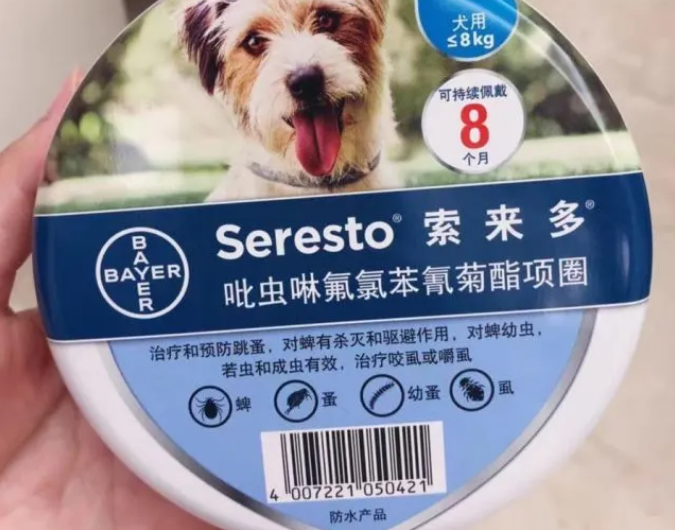 犬用
≤8kg
可持续佩戴
8
个月
Seresto® 索来多®
BAYER
BAYER
吡虫啉氟氯苯氰菊酯项圈
治疗和预防跳蚤，对蜱有杀灭和驱避作用，对蜱幼虫，
若虫和成虫有效，治疗咬虱或嚼虱
蜱 蚤 幼蚤 虱
4 007221 050421
防水产品